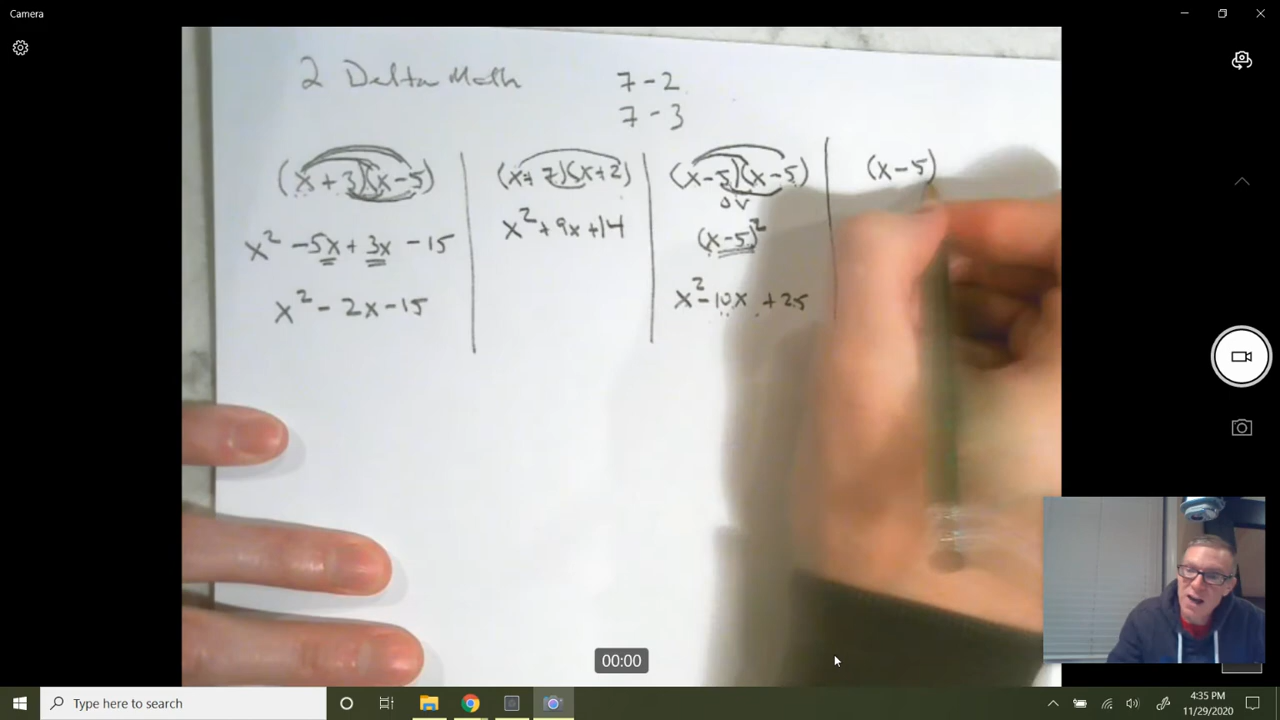 Camera
2 Delta Math
7-2
7-3
(x+3)(x-5)
x² -5x+3x -15
x² - 2x -15
(x+7)(x+2)
x² +9x+14
(x-5)(x-5)
or
(x-5)²
x² -10x +25
(x-5)
00:00
Type here to search
4:35 PM
11/29/2020